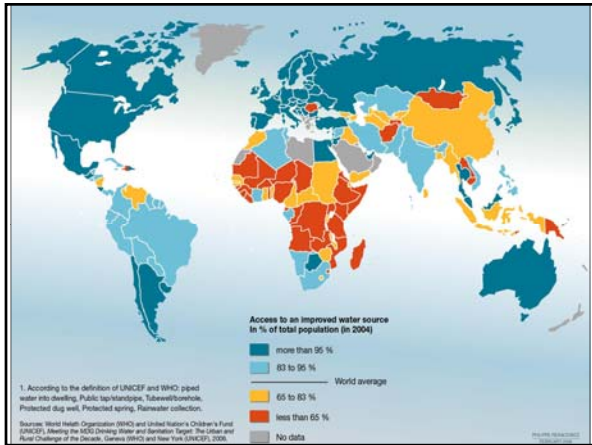 Access to an improved water source
In % of total population (in 2004)
more than 95 %
83 to 95 %
World average
65 to 83 %
less than 65 %
No data
1. According to the definition of UNICEF and WHO: piped
water into dwelling, Public tap/standpipe, Tubewell/borehole,
Protected dug well, Protected spring, Rainwater collection.
Sources: World Helath Organization (WHO) and United Nation's Children's Fund
(UNICEF), Meeting the MDG Drinking Water and Sanitation Target: The Urban and
Rural Challenge of the Decade, Geneva (WHO) and New York (UNICEF), 2006.
PHILIPPE REKACEWICZ
FEBRUARY 2006